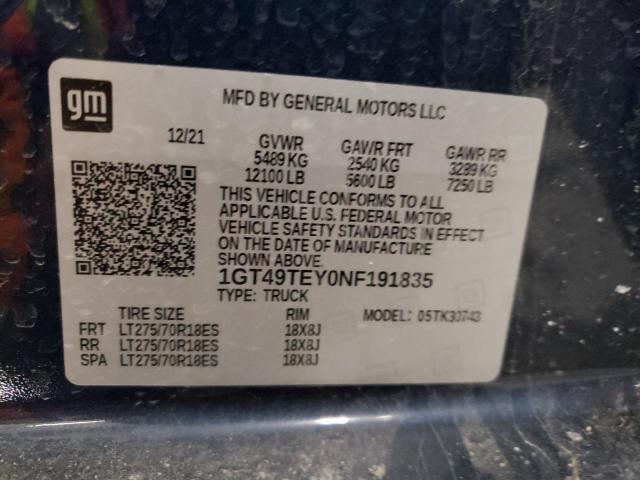 gm
MFD BY GENERAL MOTORS LLC
12/21 GVWR GAWR FRT GAWR RR
5489 KG 2540 KG 3289 KG
12100 LB 5600 LB 7250 LB
THIS VEHICLE CONFORMS TO ALL
APPLICABLE U.S. FEDERAL MOTOR
VEHICLE SAFETY STANDARDS IN EFFECT
ON THE DATE OF MANUFACTURE
SHOWN ABOVE.
1GT49TEY0NF191835
TYPE: TRUCK
TIRE SIZE RIM MODEL: 05TK30743
FRT LT275/70R18ES 18X8J
RR LT275/70R18ES 18X8J
SPA LT275/70R18ES 18X8J